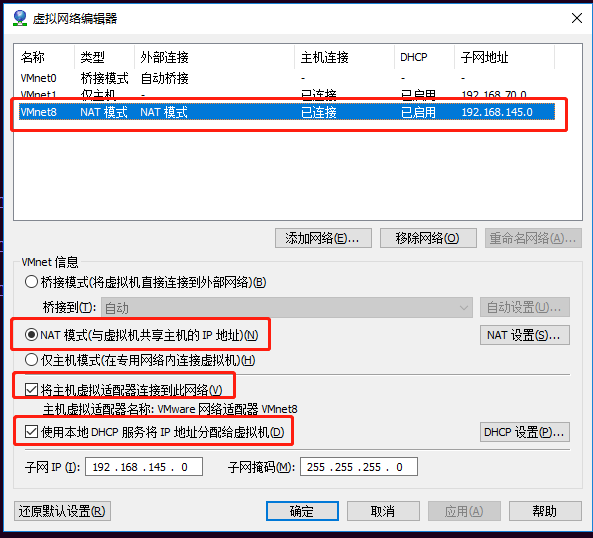 虚拟网络编辑器
名称 类型 外部连接 主机连接 DHCP 子网地址
VMnet0 桥接模式 自动桥接 - - -
VMnet1 仅主机... - 已连接 已启用 192.168.70.0
VMnet8 NAT 模式 NAT 模式 已连接 已启用 192.168.145.0
添加网络(E)... 移除网络(O) 重命名网络(A)...
VMnet 信息
桥接模式(将虚拟机直接连接到外部网络)(B)
桥接到(T): 自动 自动设置(U)...
NAT 模式(与虚拟机共享主机的 IP 地址)(N) NAT 设置(S)...
仅主机模式(在专用网络内连接虚拟机)(H)
将主机虚拟适配器连接到此网络(V)
主机虚拟适配器名称: VMware 网络适配器 VMnet8
使用本地 DHCP 服务将 IP 地址分配给虚拟机(D) DHCP 设置(P)...
子网 IP (I): 192 . 168 . 145 . 0 子网掩码(M): 255 . 255 . 255 . 0
还原默认设置(R) 确定 取消 应用(A) 帮助